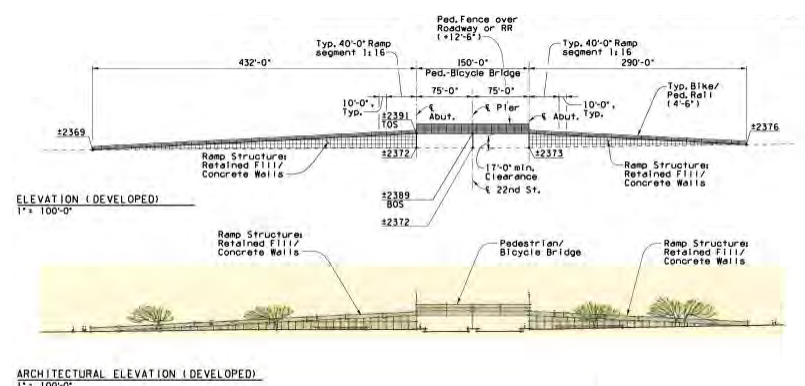 Ped. Fence over
Roadway or RR
(+12'-6")
Typ. 40'-0" Ramp
segment 1:16
Typ. 40'-0" Ramp
segment 1:16
432'-0"
150'-0"
290'-0"
Ped.-Bicycle Bridge
75'-0"
75'-0"
Typ. Bike/
Ped. Rail
(4'-6")
10'-0",
Typ.
℄
Abut.
℄ Pier
℄ Abut.
10'-0",
Typ.
±2391
TOS
±2369
±2376
±2372
±2373
Ramp Structure:
Retained Fill/
Concrete Walls
17'-0" min.
Clearance
Ramp Structure:
Retained Fill/
Concrete Walls
±2389
BOS
℄ 22nd St.
±2372
ELEVATION (DEVELOPED)
1" = 100'-0"
Ramp Structure:
Retained Fill/
Concrete Walls
Pedestrian/
Bicycle Bridge
Ramp Structure:
Retained Fill/
Concrete Walls
ARCHITECTURAL ELEVATION (DEVELOPED)
1" = 100'-0"